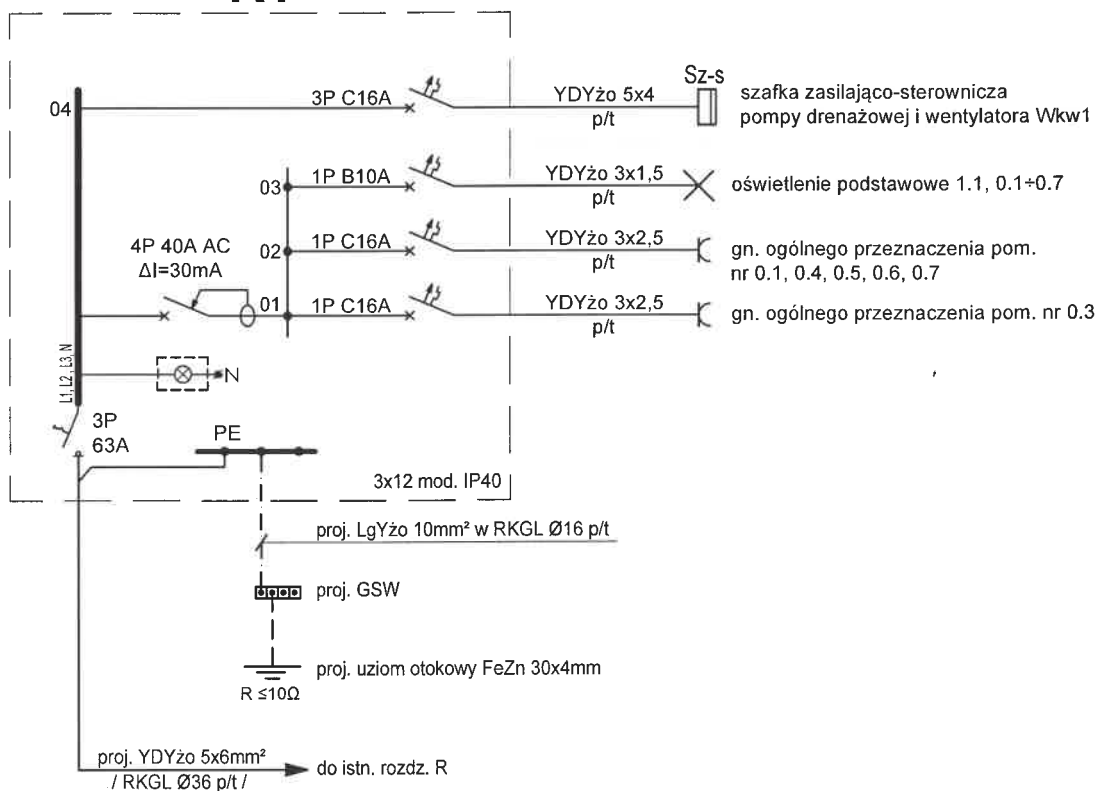 04
3P C16A
YDYżo 5x4
p/t
Sz-s
szafka zasilająco-sterownicza
pompy drenażowej i wentylatora Wkw1
03
1P B10A
YDYżo 3x1,5
p/t
oświetlenie podstawowe 1.1, 0.1÷0.7
4P 40A AC
ΔI=30mA
02
1P C16A
YDYżo 3x2,5
p/t
gn. ogólnego przeznaczenia pom.
nr 0.1, 0.4, 0.5, 0.6, 0.7
01
1P C16A
YDYżo 3x2,5
p/t
gn. ogólnego przeznaczenia pom. nr 0.3
L1, L2, L3, N
N
3P
63A
PE
3x12 mod. IP40
proj. LgYżo 10mm² w RKGL Ø16 p/t
proj. GSW
proj. uziom otokowy FeZn 30x4mm
R ≤10Ω
proj. YDYżo 5x6mm²
/ RKGL Ø36 p/t /
do istn. rozdz. R